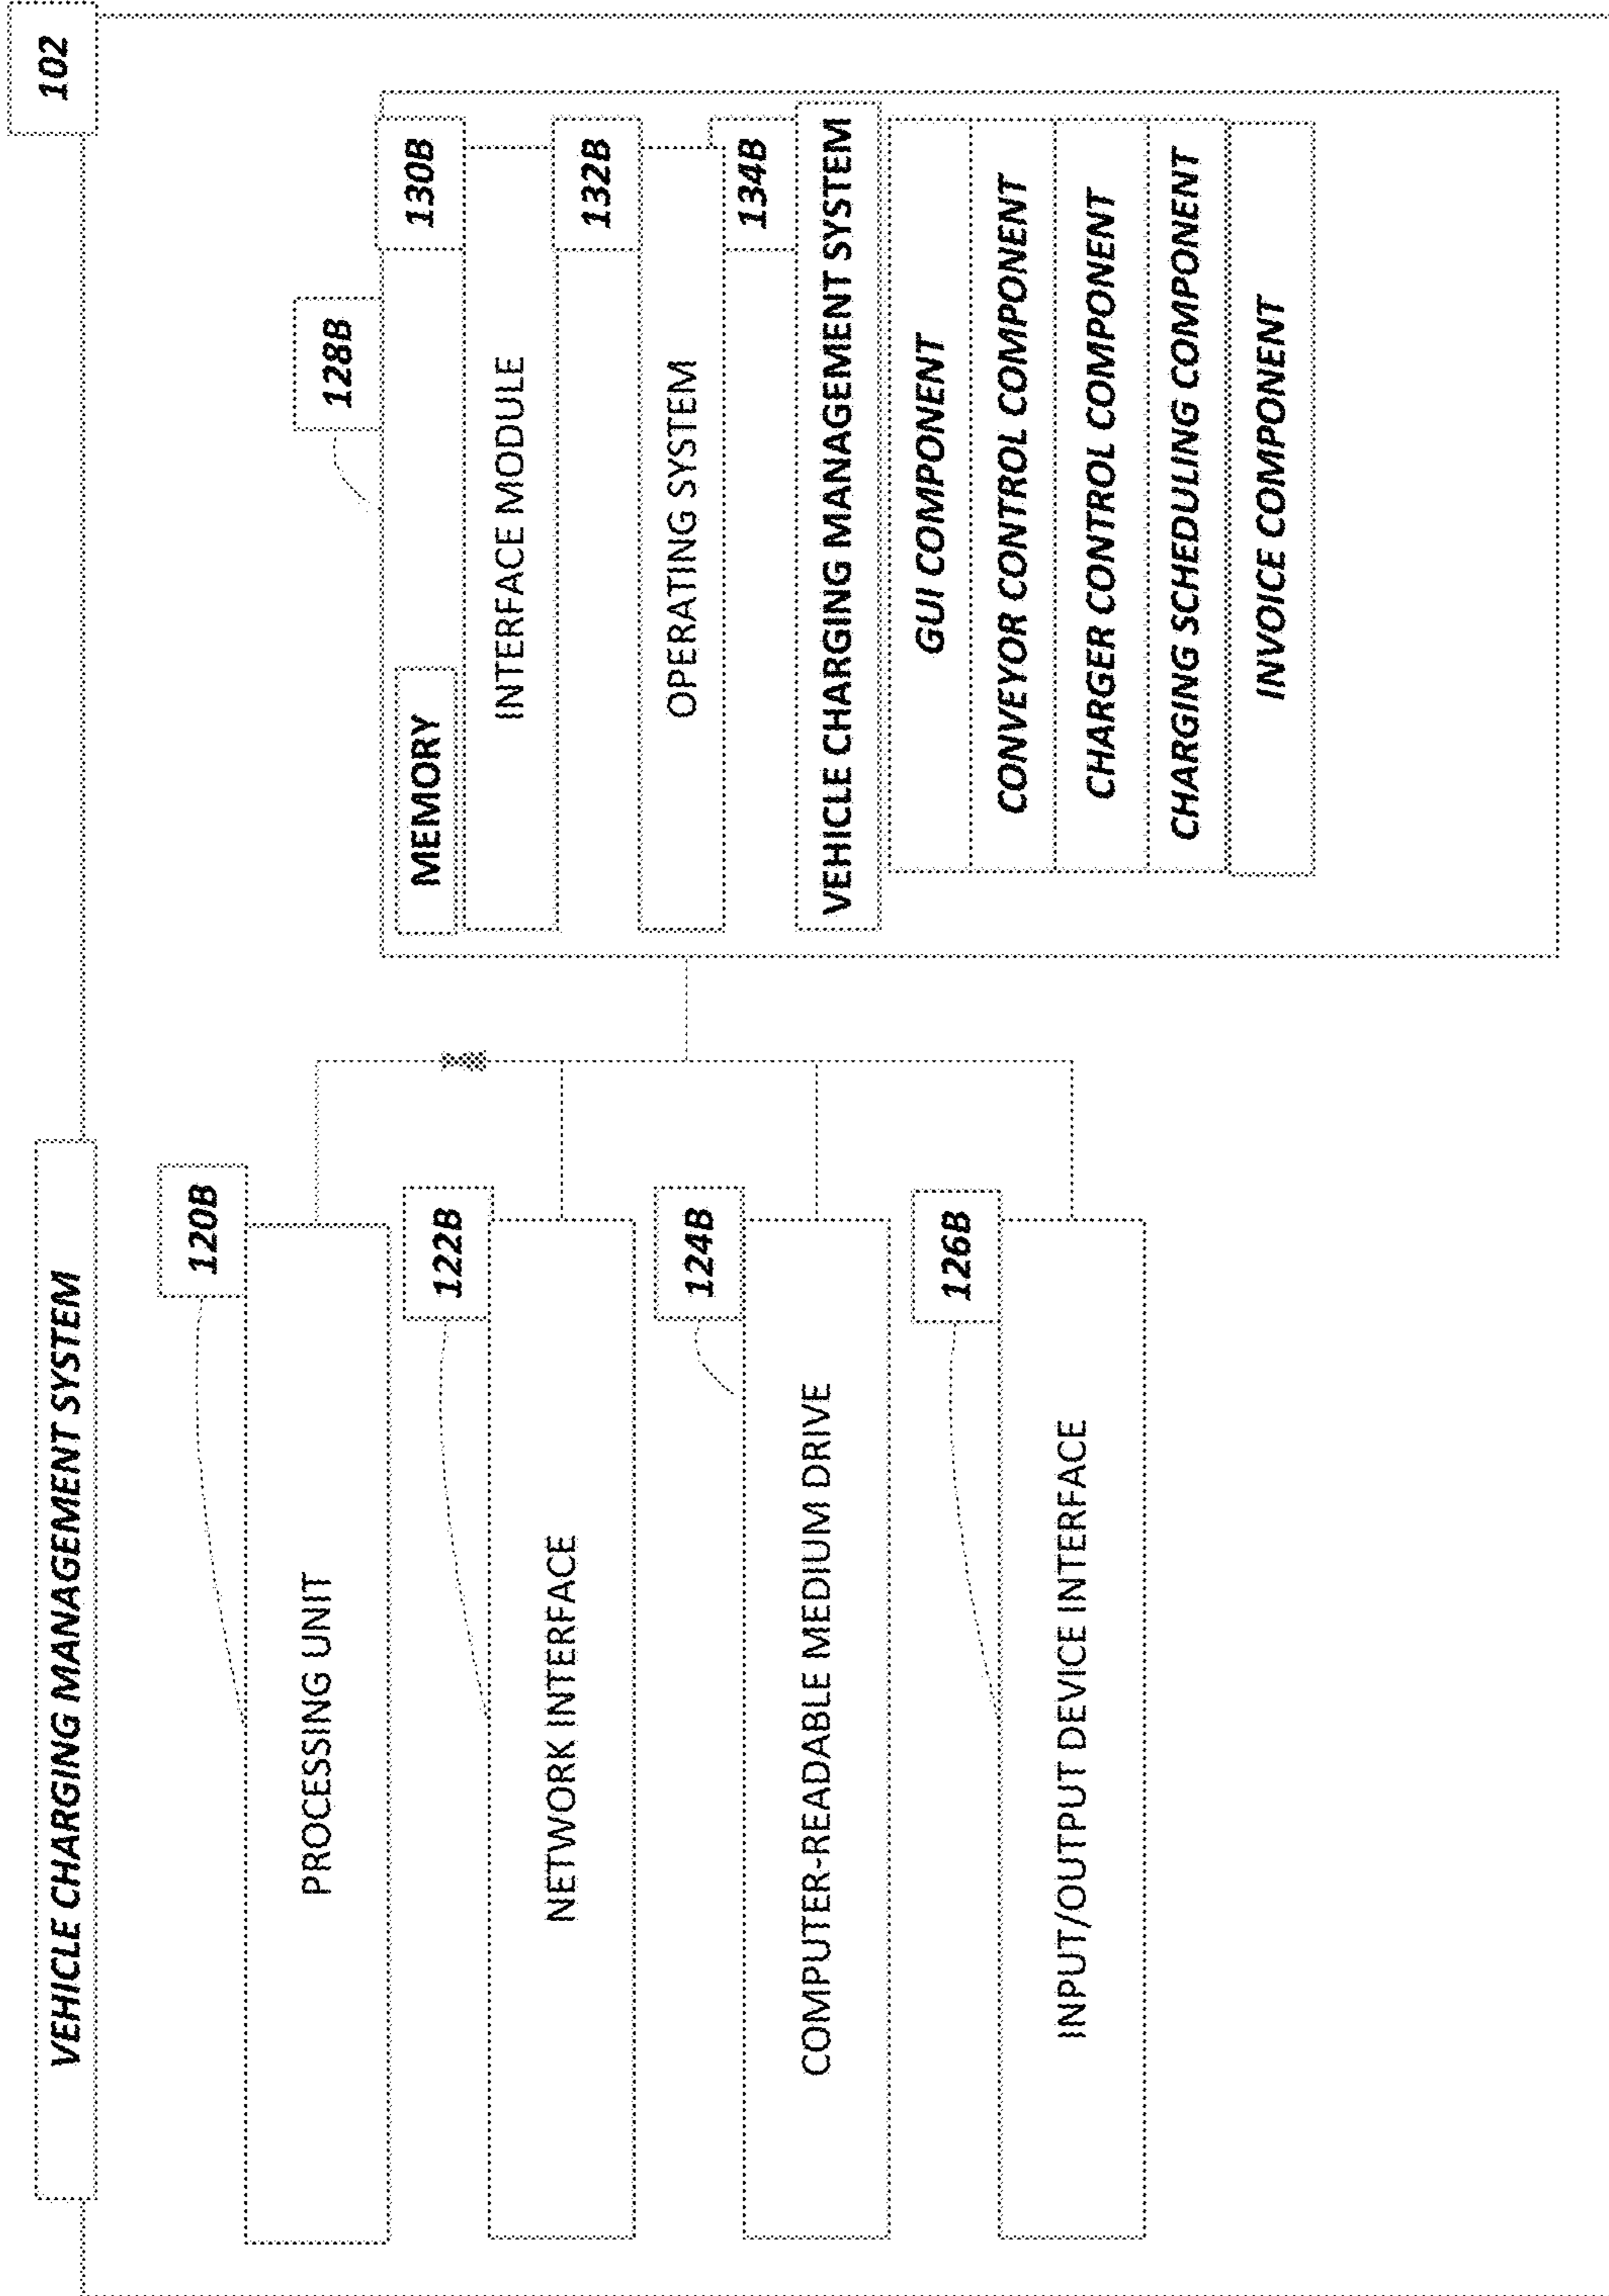 VEHICLE CHARGING MANAGEMENT SYSTEM
102
120B
PROCESSING UNIT
122B
NETWORK INTERFACE
124B
COMPUTER-READABLE MEDIUM DRIVE
126B
INPUT/OUTPUT DEVICE INTERFACE
128B
MEMORY
130B
INTERFACE MODULE
132B
OPERATING SYSTEM
134B
VEHICLE CHARGING MANAGEMENT SYSTEM
GUI COMPONENT
CONVEYOR CONTROL COMPONENT
CHARGER CONTROL COMPONENT
CHARGING SCHEDULING COMPONENT
INVOICE COMPONENT